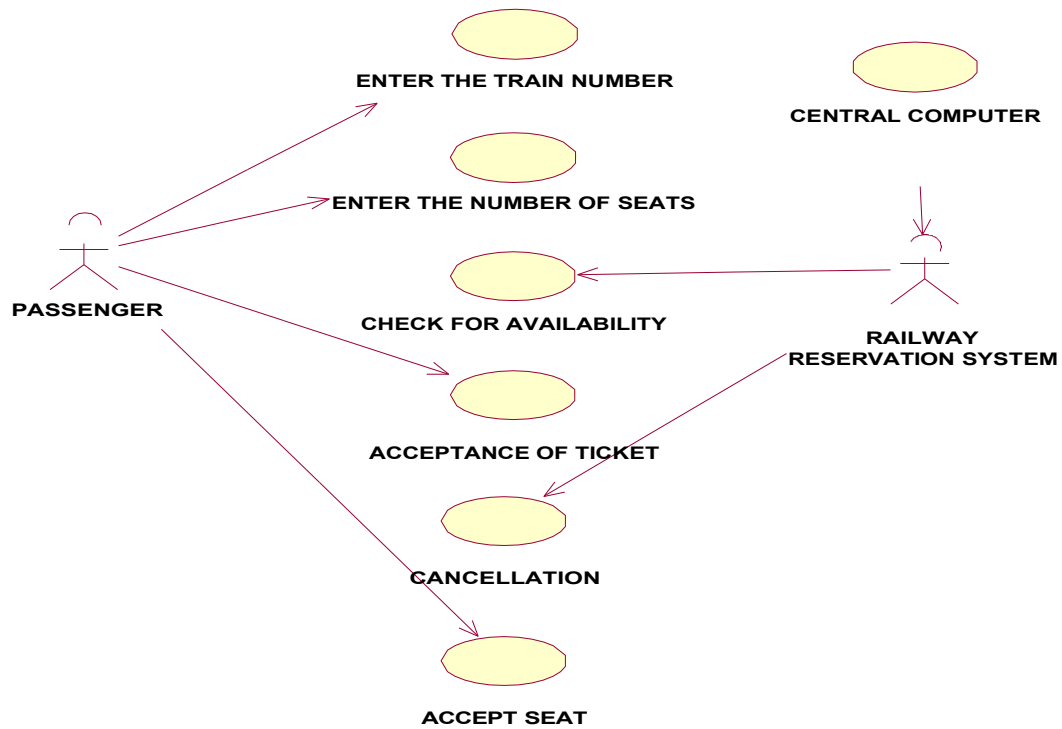 ENTER THE TRAIN NUMBER
CENTRAL COMPUTER
ENTER THE NUMBER OF SEATS
PASSENGER
CHECK FOR AVAILABILITY
RAILWAY
RESERVATION SYSTEM
ACCEPTANCE OF TICKET
CANCELLATION
ACCEPT SEAT